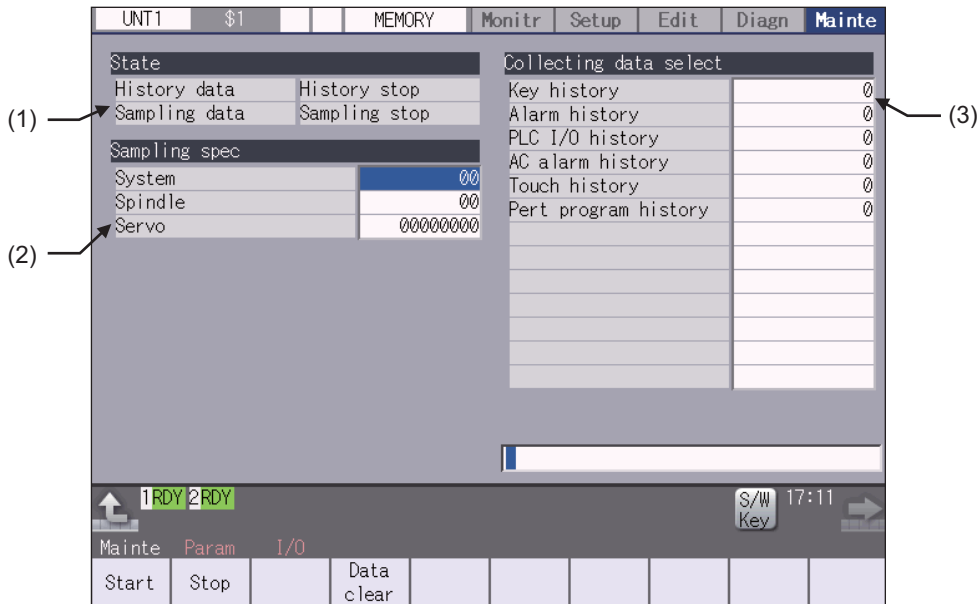 UNT1 $1 MEMORY Monitr Setup Edit Diagn Mainte
State
History data History stop
Sampling data Sampling stop
(1)
Sampling spec
System 00
Spindle 00
Servo 00000000
(2)
Collecting data select
Key history 0
Alarm history 0
PLC I/O history 0
AC alarm history 0
Touch history 0
Pert program history 0
(3)
1RDY 2RDY S/W Key 17:11
Mainte Param I/O
Start Stop Data clear